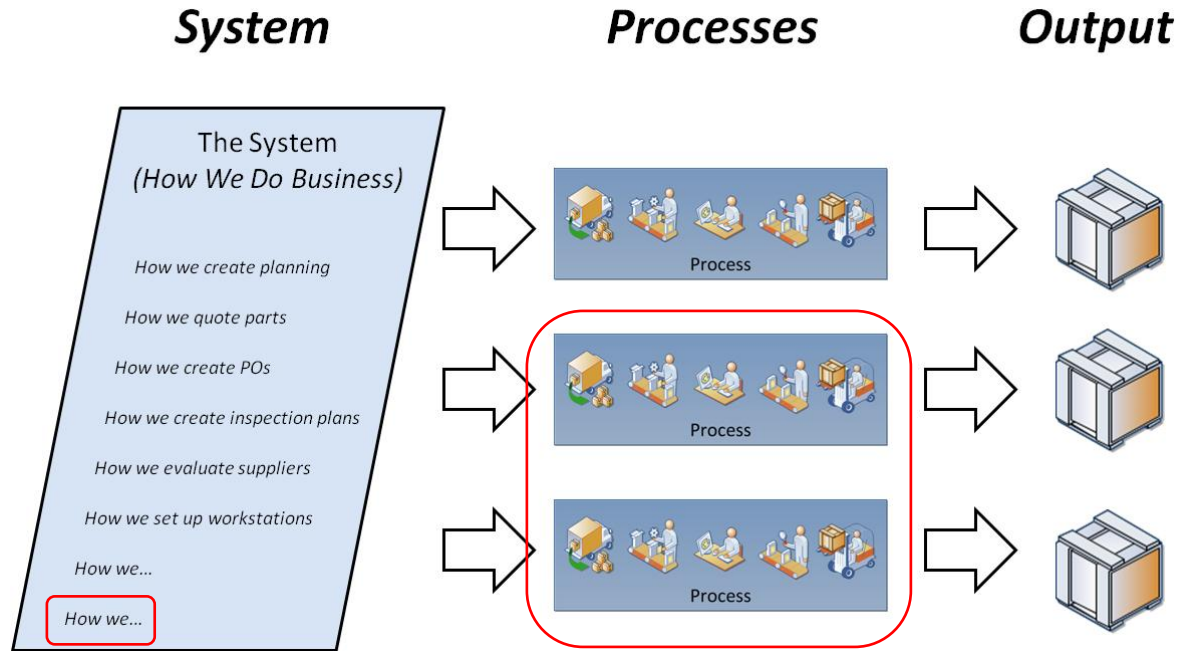 System
Processes
Output
The System
(How We Do Business)
How we create planning
How we quote parts
How we create POs
How we create inspection plans
How we evaluate suppliers
How we set up workstations
How we...
How we...
Process
Process
Process